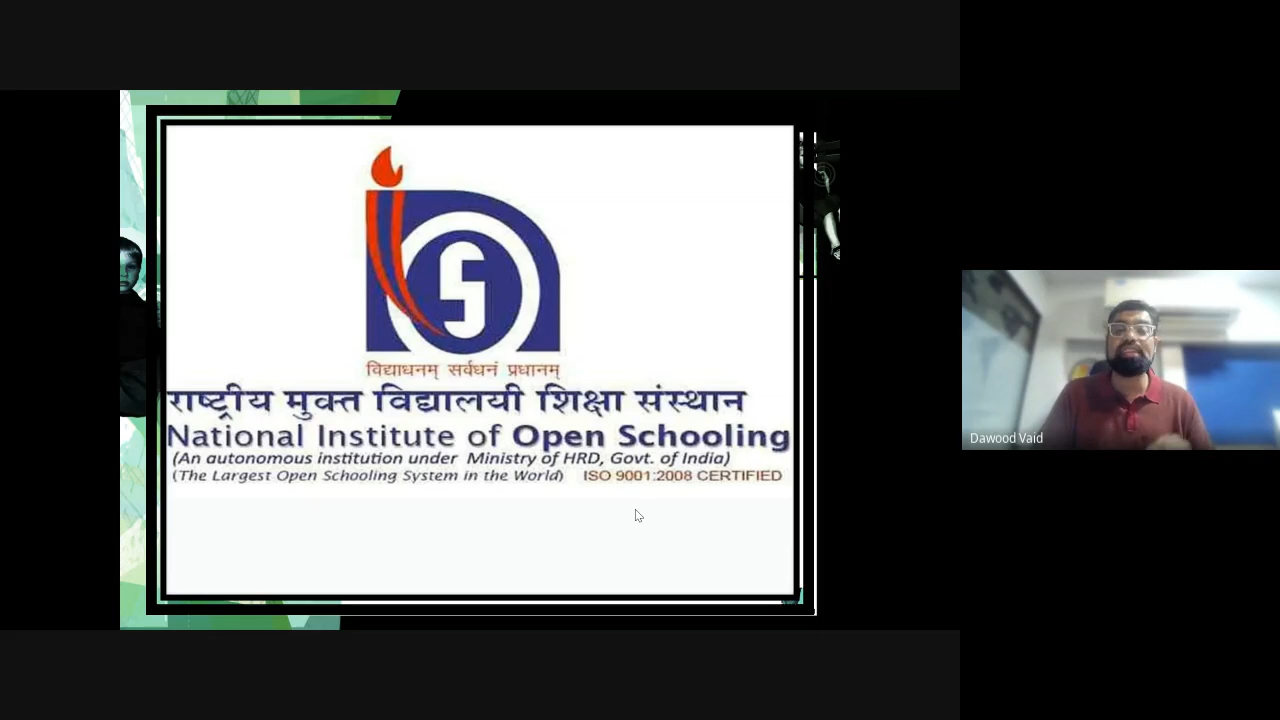 विद्याधनम् सर्वधनं प्रधानम्
राष्ट्रीय मुक्त विद्यालयी शिक्षा संस्थान
National Institute of Open Schooling
(An autonomous institution under Ministry of HRD, Govt. of India)
(The Largest Open Schooling System in the World) ISO 9001:2008 CERTIFIED
Dawood Vaid